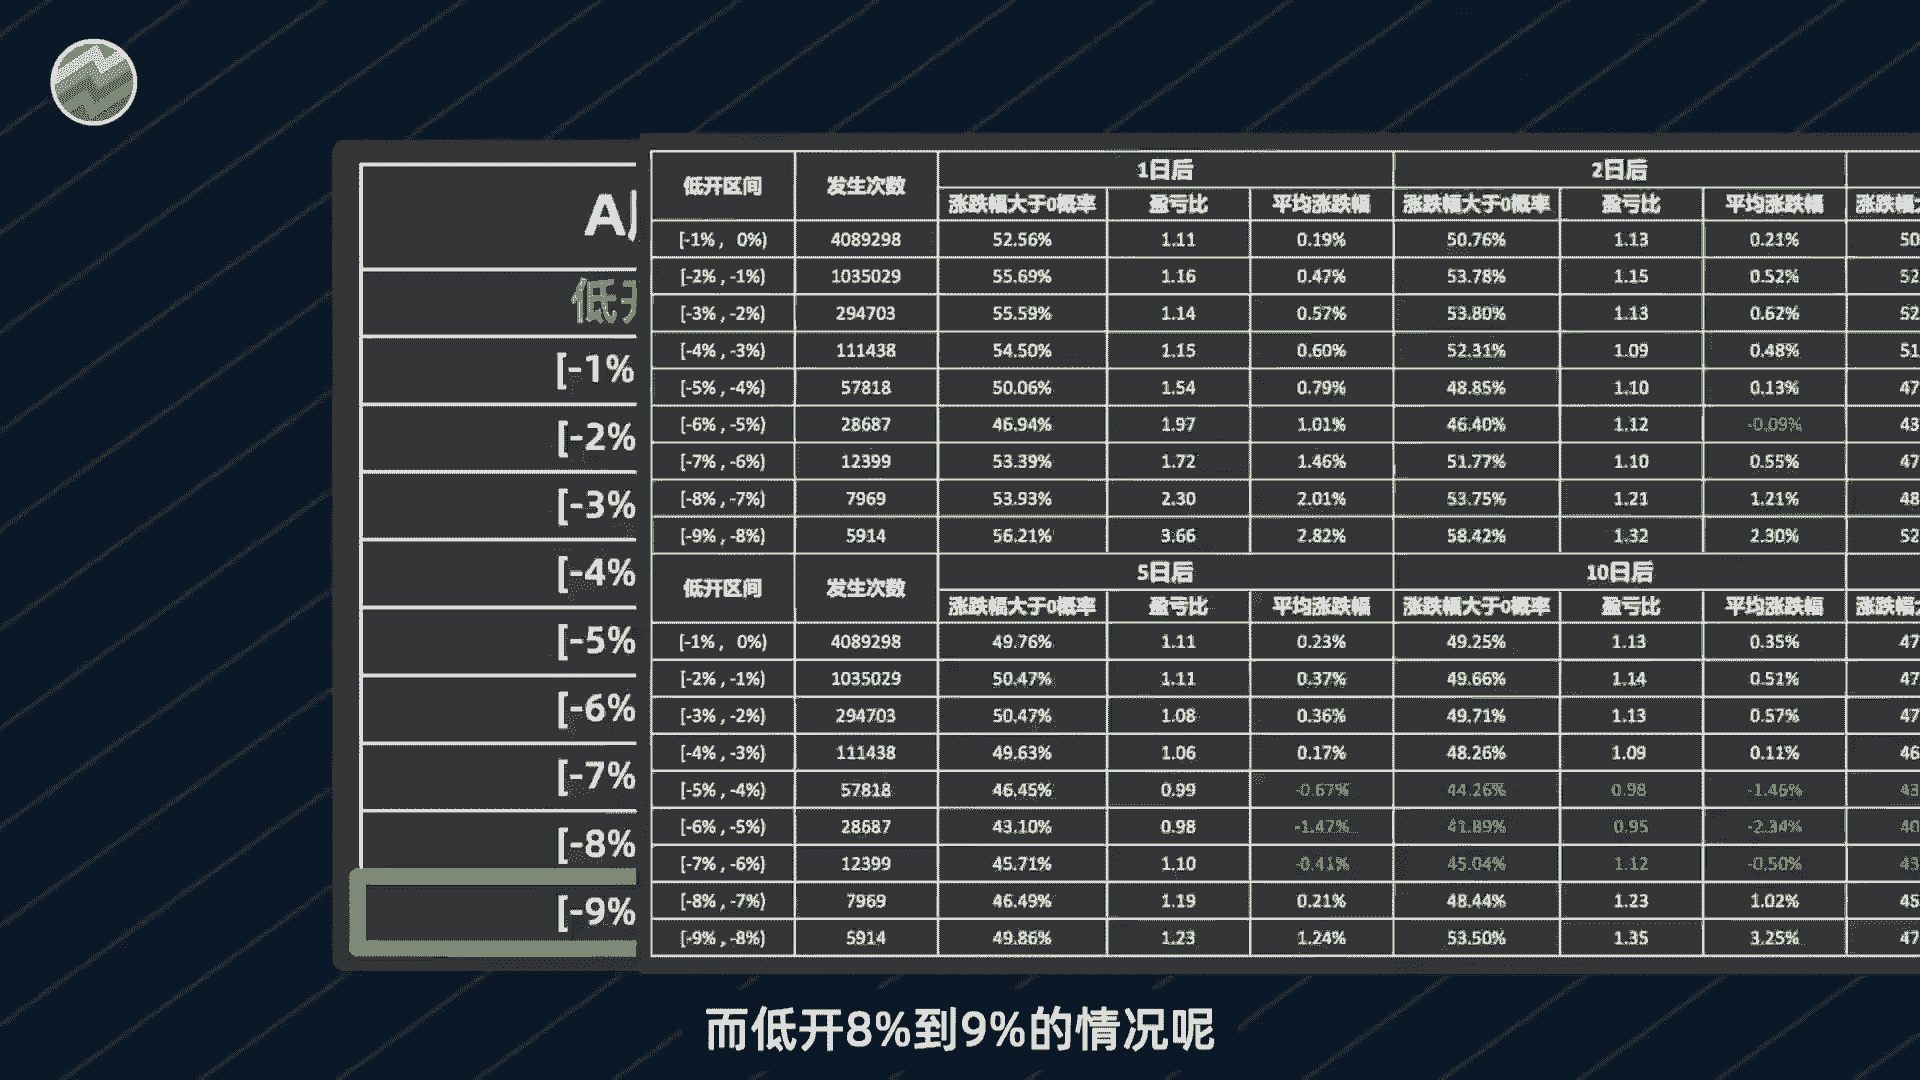 A
低开
[-1%
[-2%
[-3%
[-4%
[-5%
[-6%
[-7%
[-8%
[-9%
低开区间 发生次数 1日后 2日后
涨跌幅大于0概率 盈亏比 平均涨跌幅 涨跌幅大于0概率 盈亏比 平均涨跌幅 涨跌幅
[-1%, 0%) 4089298 52.56% 1.11 0.19% 50.76% 1.13 0.21% 50
[-2%, -1%) 1035029 55.69% 1.16 0.47% 53.78% 1.15 0.52% 52
[-3%, -2%) 294703 55.59% 1.14 0.57% 53.80% 1.13 0.62% 52
[-4%, -3%) 111438 54.50% 1.15 0.60% 52.31% 1.09 0.48% 51
[-5%, -4%) 57818 50.06% 1.54 0.79% 48.85% 1.10 0.13% 47
[-6%, -5%) 28687 46.94% 1.97 1.01% 46.40% 1.12 -0.09% 43
[-7%, -6%) 12399 53.39% 1.72 1.46% 51.77% 1.10 0.55% 47
[-8%, -7%) 7969 53.93% 2.30 2.01% 53.75% 1.21 1.21% 48
[-9%, -8%) 5914 56.21% 3.66 2.82% 58.42% 1.32 2.30% 52
低开区间 发生次数 5日后 10日后
涨跌幅大于0概率 盈亏比 平均涨跌幅 涨跌幅大于0概率 盈亏比 平均涨跌幅 涨跌幅
[-1%, 0%) 4089298 49.76% 1.11 0.23% 49.25% 1.13 0.35% 47
[-2%, -1%) 1035029 50.47% 1.11 0.37% 49.66% 1.14 0.51% 47
[-3%, -2%) 294703 50.47% 1.08 0.36% 49.71% 1.13 0.57% 47
[-4%, -3%) 111438 49.63% 1.06 0.17% 48.26% 1.09 0.11% 46
[-5%, -4%) 57818 46.45% 0.99 -0.67% 44.26% 0.98 -1.46% 43
[-6%, -5%) 28687 43.10% 0.98 -1.47% 41.89% 0.95 -2.34% 40
[-7%, -6%) 12399 45.71% 1.10 -0.41% 45.04% 1.12 -0.50% 43
[-8%, -7%) 7969 46.49% 1.19 0.21% 48.44% 1.23 1.02% 45
[-9%, -8%) 5914 49.86% 1.23 1.24% 53.50% 1.35 3.25% 47
而低开8%到9%的情况呢